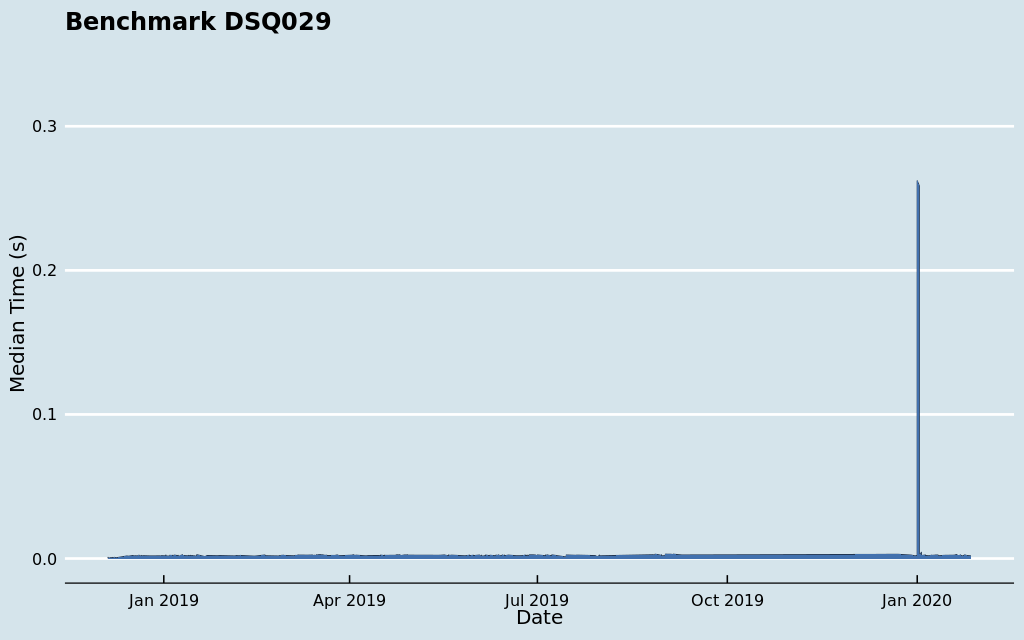 Benchmark DSQ029
Median Time (s)
0.3
0.2
0.1
0.0
Jan 2019
Apr 2019
Jul 2019
Oct 2019
Jan 2020
Date